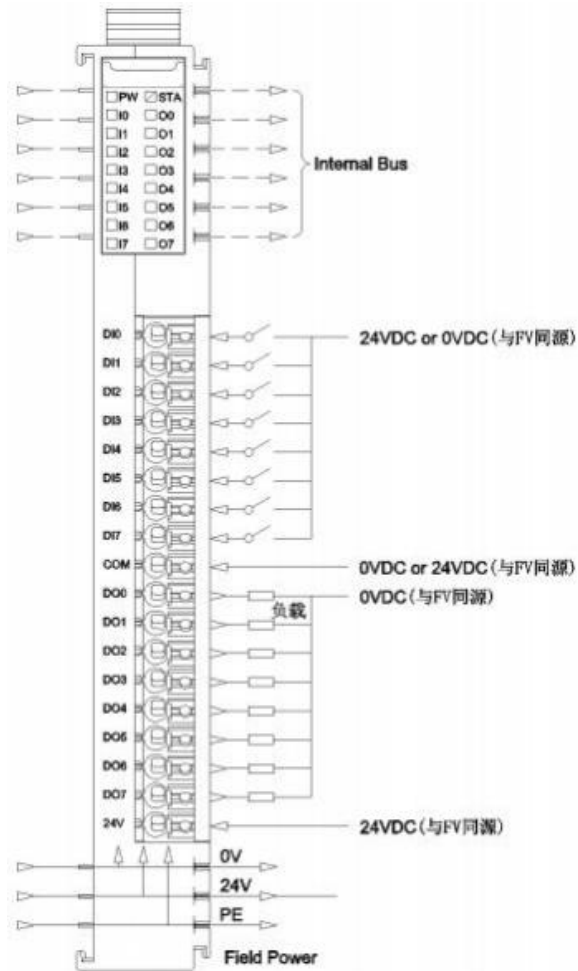 PW STA
I0 O0
I1 O1
I2 O2
I3 O3
I4 O4
I5 O5
I6 O6
I7 O7
Internal Bus
DI0 24VDC or 0VDC(与FV同源)
DI1
DI2
DI3
DI4
DI5
DI6
DI7
COM 0VDC or 24VDC(与FV同源)
DO0 0VDC(与FV同源)
负载
DO1
DO2
DO3
DO4
DO5
DO6
DO7
24V 24VDC(与FV同源)
0V
24V
PE
Field Power